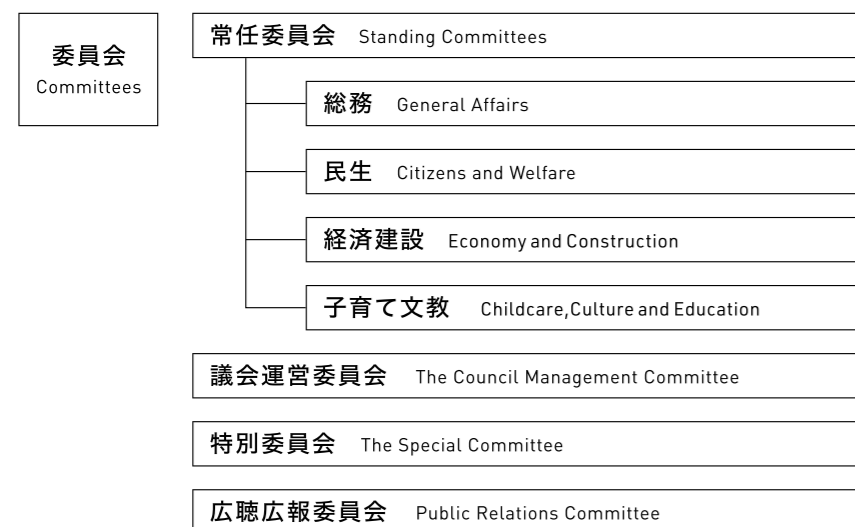 委員会
Committees
常任委員会 Standing Committees
総務 General Affairs
民生 Citizens and Welfare
経済建設 Economy and Construction
子育て文教 Childcare,Culture and Education
議会運営委員会 The Council Management Committee
特別委員会 The Special Committee
広聴広報委員会 Public Relations Committee